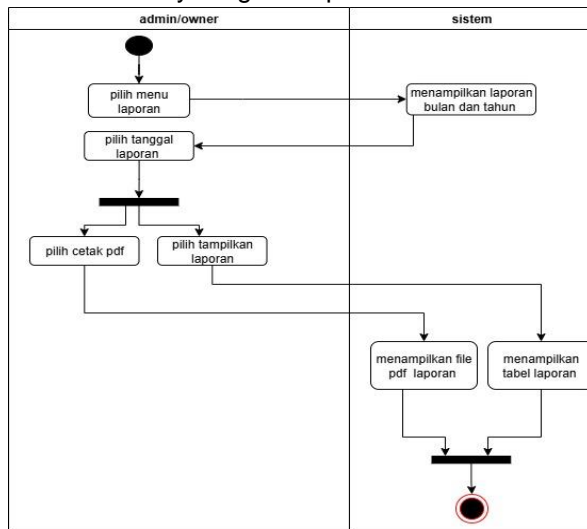 admin/owner
sistem
pilih menu
laporan
menampilkan laporan
bulan dan tahun
pilih tanggal
laporan
pilih cetak pdf
pilih tampilkan
laporan
menampilkan file
pdf laporan
menampilkan
tabel laporan